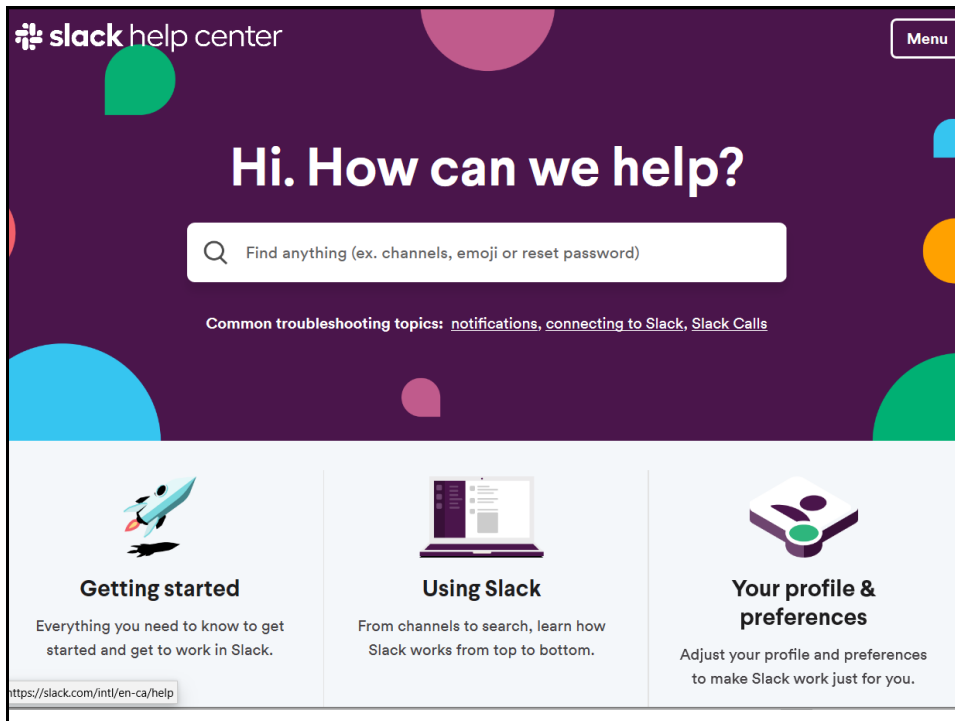 slack help center
Menu
Hi. How can we help?
Find anything (ex. channels, emoji or reset password)
Common troubleshooting topics: notifications, connecting to Slack, Slack Calls
Getting started
Everything you need to know to get
started and get to work in Slack.
Using Slack
From channels to search, learn how
Slack works from top to bottom.
Your profile &
preferences
Adjust your profile and preferences
to make Slack work just for you.
https://slack.com/intl/en-ca/help